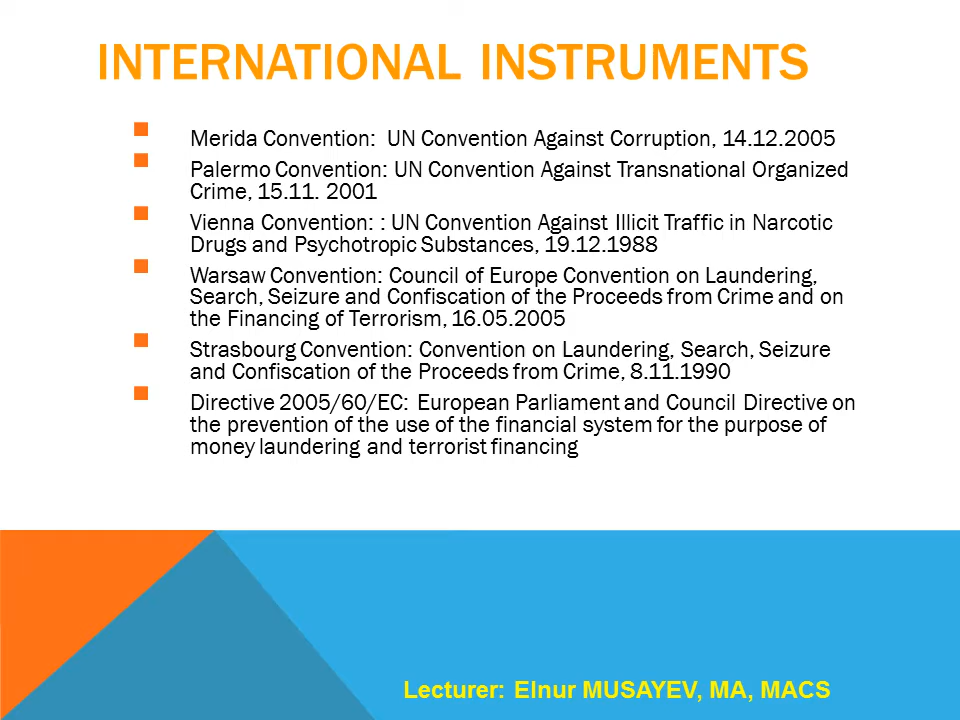 INTERNATIONAL INSTRUMENTS
Merida Convention:  UN Convention Against Corruption, 14.12.2005
Palermo Convention: UN Convention Against Transnational Organized
Crime, 15.11. 2001
Vienna Convention: : UN Convention Against Illicit Traffic in Narcotic
Drugs and Psychotropic Substances, 19.12.1988
Warsaw Convention: Council of Europe Convention on Laundering,
Search, Seizure and Confiscation of the Proceeds from Crime and on
the Financing of Terrorism, 16.05.2005
Strasbourg Convention: Convention on Laundering, Search, Seizure
and Confiscation of the Proceeds from Crime, 8.11.1990
Directive 2005/60/EC:  European Parliament and Council Directive on
the prevention of the use of the financial system for the purpose of
money laundering and terrorist financing
Lecturer: Elnur MUSAYEV, MA, MACS